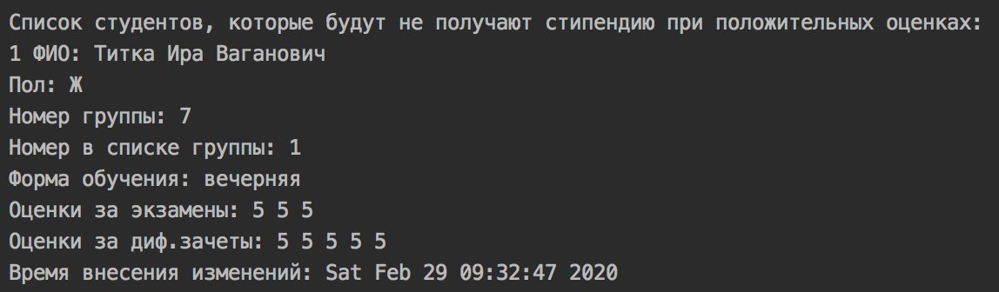 Список студентов, которые будут не получают стипендию при положительных оценках:
1 ФИО: Титка Ира Ваганович
Пол: Ж
Номер группы: 7
Номер в списке группы: 1
Форма обучения: вечерняя
Оценки за экзамены: 5 5 5
Оценки за диф.зачеты: 5 5 5 5 5
Время внесения изменений: Sat Feb 29 09:32:47 2020